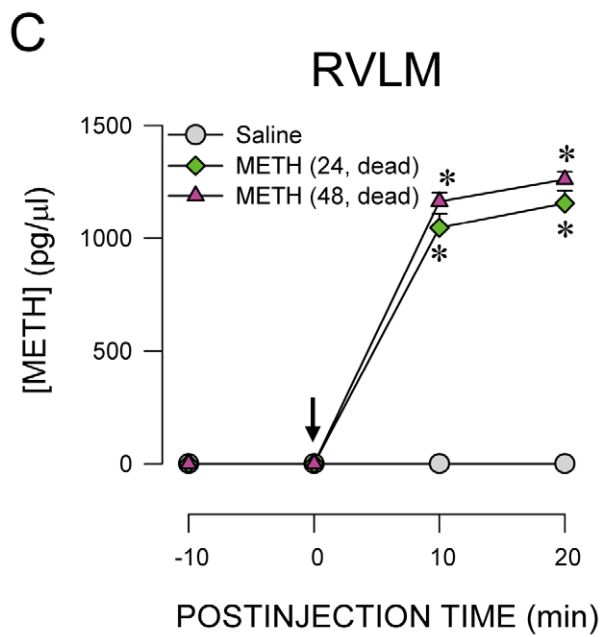 C
RVLM
1500
1000
500
0
[METH] (pg/µl)
Saline
METH (24, dead)
METH (48, dead)
*
*
*
*
-10
0
10
20
POSTINJECTION TIME (min)